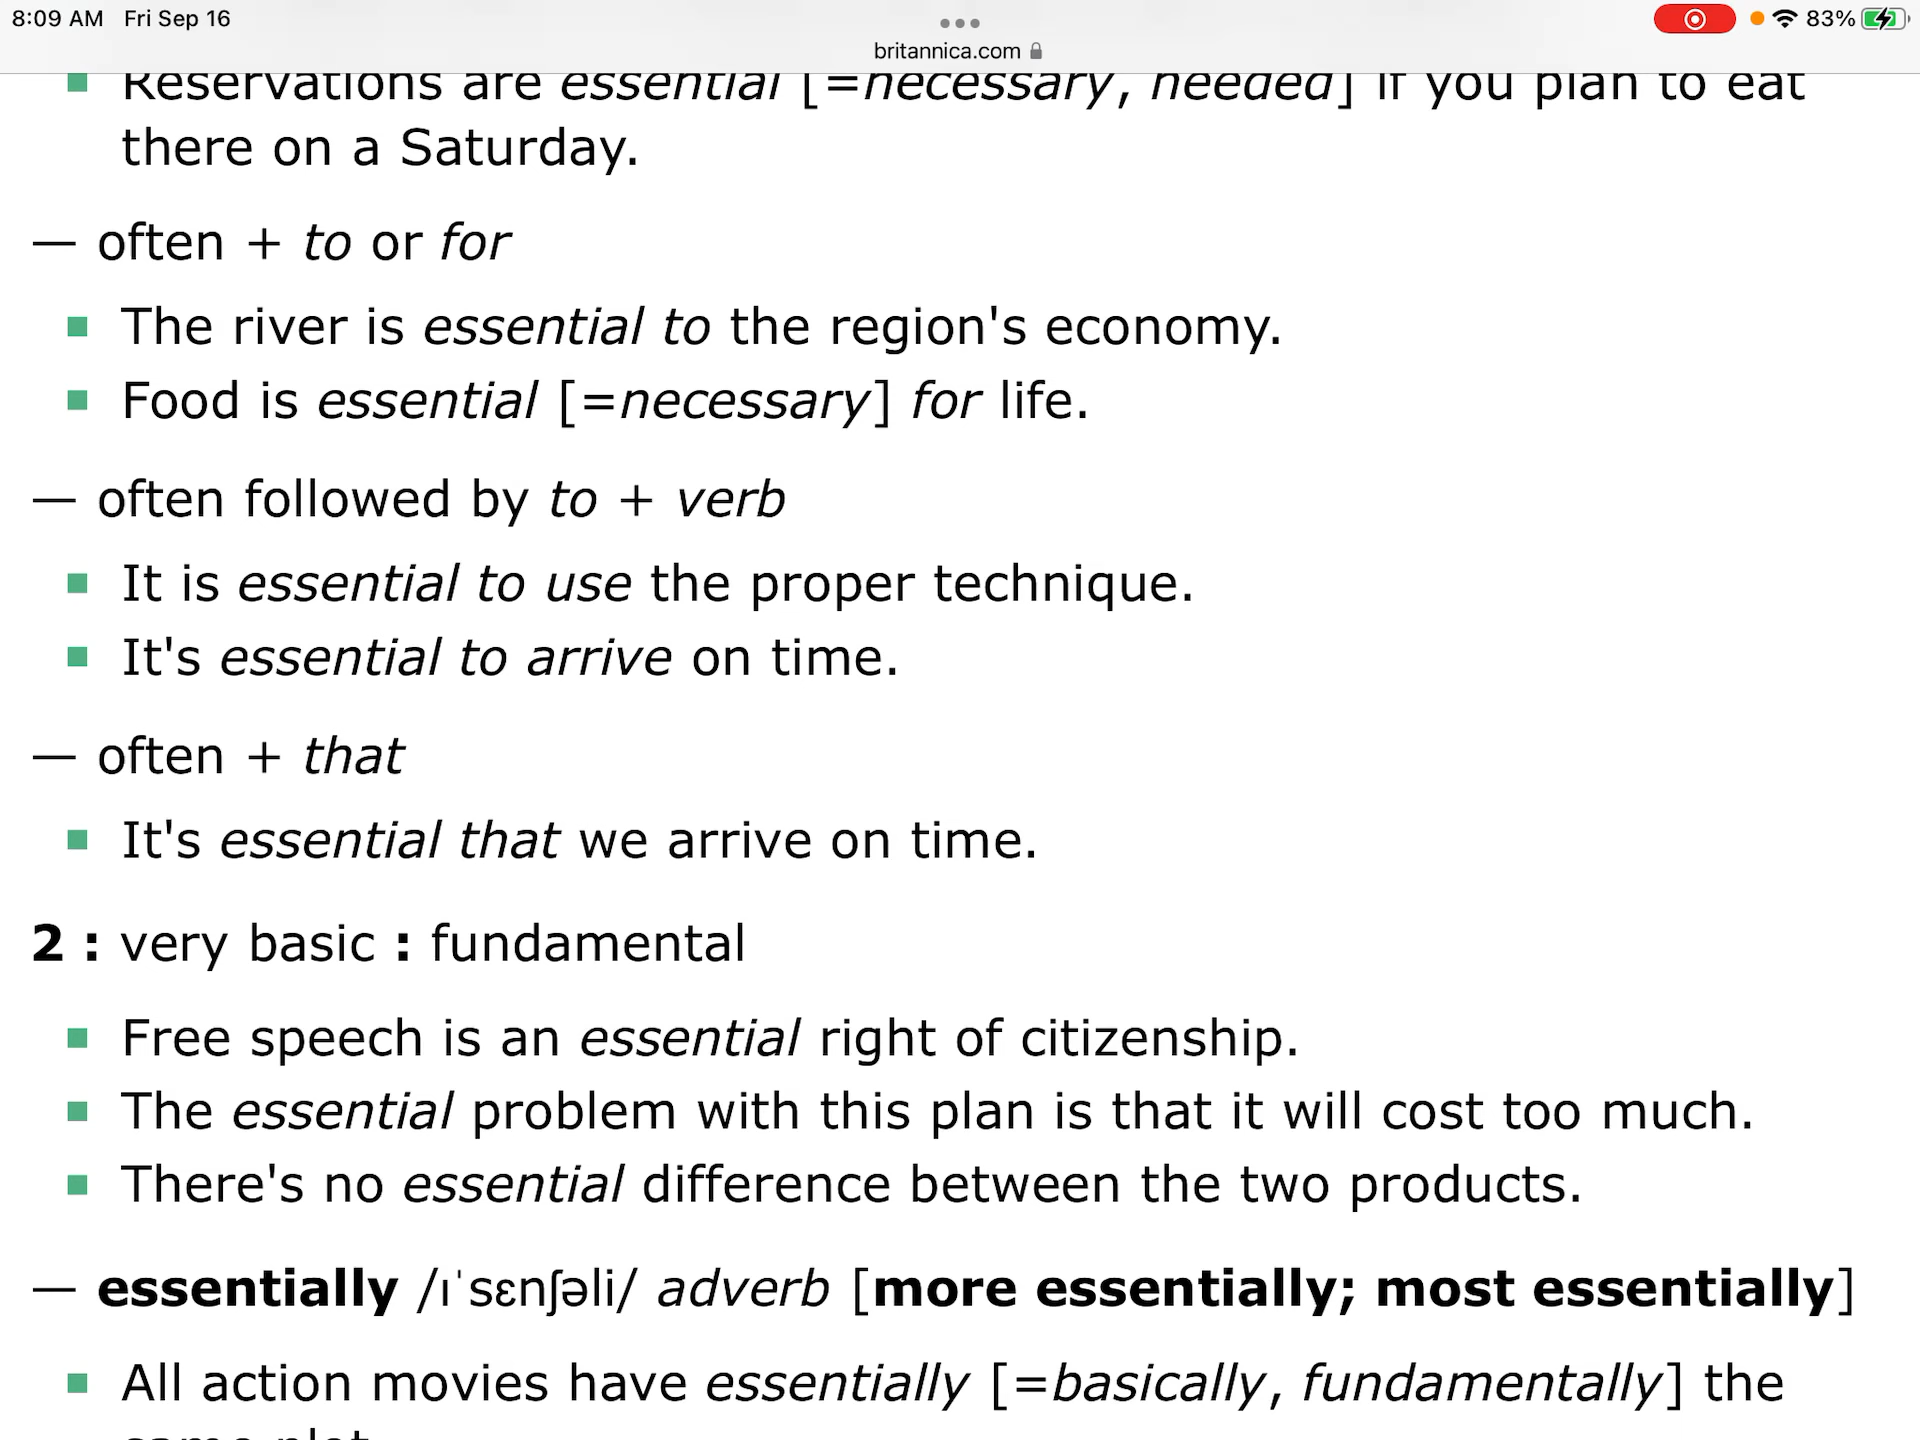 8:09 AM Fri Sep 16
83%
britannica.com
Reservations are essential [=necessary, needed] if you plan to eat
there on a Saturday.
— often + to or for
The river is essential to the region's economy.
Food is essential [=necessary] for life.
— often followed by to + verb
It is essential to use the proper technique.
It's essential to arrive on time.
— often + that
It's essential that we arrive on time.
2 : very basic : fundamental
Free speech is an essential right of citizenship.
The essential problem with this plan is that it will cost too much.
There's no essential difference between the two products.
— essentially /ɪˈsɛnʃəli/ adverb [more essentially; most essentially]
All action movies have essentially [=basically, fundamentally] the
same plot